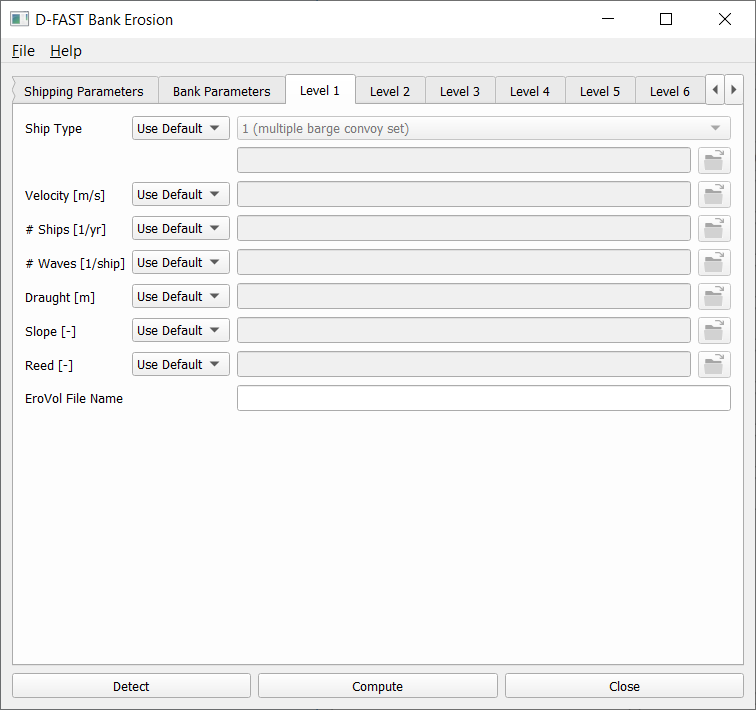 D-FAST Bank Erosion
File Help
Shipping Parameters Bank Parameters Level 1 Level 2 Level 3 Level 4 Level 5 Level 6
Ship Type Use Default 1 (multiple barge convoy set)
Velocity [m/s] Use Default
# Ships [1/yr] Use Default
# Waves [1/ship] Use Default
Draught [m] Use Default
Slope [-] Use Default
Reed [-] Use Default
EroVol File Name
Detect Compute Close